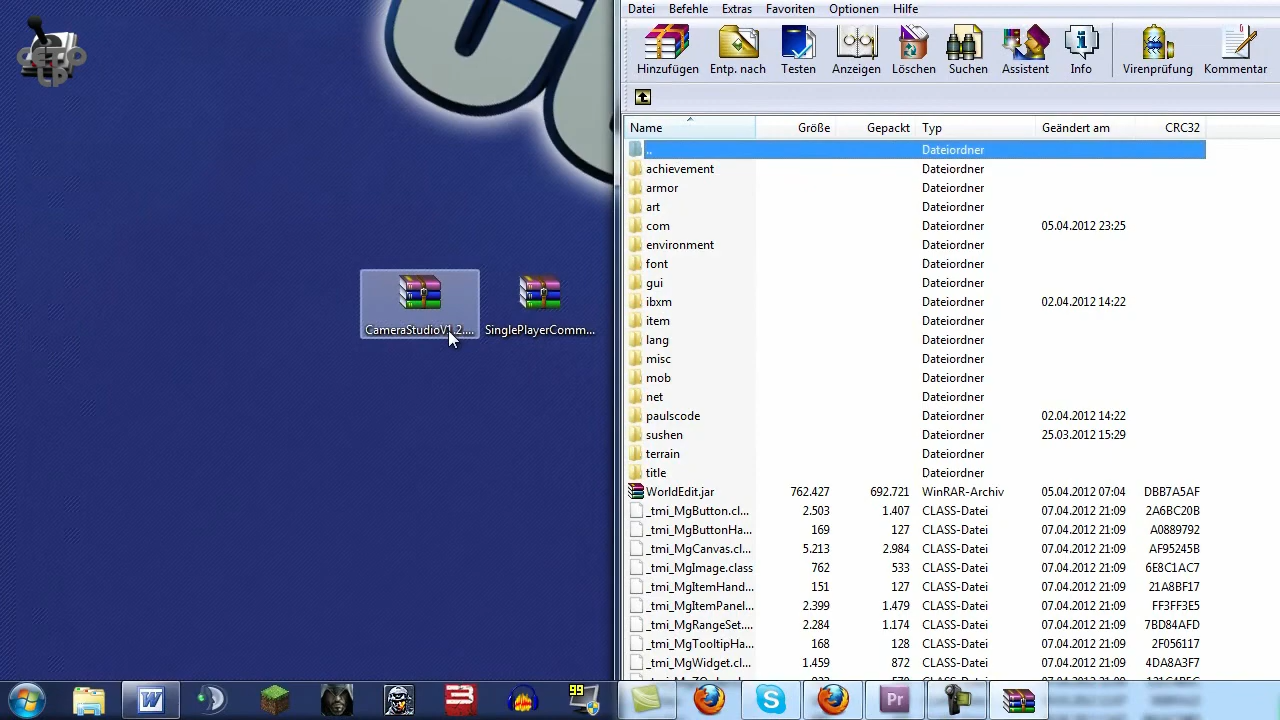 Datei Befehle Extras Favoriten Optionen Hilfe
Hinzufügen Entp. nach Testen Anzeigen Löschen Suchen Assistent Info Virenprüfung Kommentar
Name Größe Gepackt Typ Geändert am CRC32
.. Dateiordner
achievement Dateiordner
armor Dateiordner
art Dateiordner
com Dateiordner 05.04.2012 23:25
environment Dateiordner
font Dateiordner
gui Dateiordner
ibxm Dateiordner 02.04.2012 14:22
item Dateiordner
lang Dateiordner
misc Dateiordner
mob Dateiordner
net Dateiordner
paulscode Dateiordner 02.04.2012 14:22
sushen Dateiordner 25.03.2012 15:29
terrain Dateiordner
title Dateiordner
WorldEdit.jar 762.427 692.721 WinRAR-Archiv 05.04.2012 07:04 DBB7A5AF
_tmi_MgButton.cl... 2.503 1.407 CLASS-Datei 07.04.2012 21:09 2A6BC20B
_tmi_MgButtonHa... 169 127 CLASS-Datei 07.04.2012 21:09 A0889792
_tmi_MgCanvas.cl... 5.213 2.984 CLASS-Datei 07.04.2012 21:09 AF95245B
_tmi_MgImage.class 762 533 CLASS-Datei 07.04.2012 21:09 6E8C1AC7
_tmi_MgItemHand... 151 127 CLASS-Datei 07.04.2012 21:09 21A8BF17
_tmi_MgItemPanel... 2.399 1.479 CLASS-Datei 07.04.2012 21:09 FF3FF3E5
_tmi_MgRangeSet.... 2.284 1.174 CLASS-Datei 07.04.2012 21:09 7BD84AFD
_tmi_MgTooltipHa... 168 128 CLASS-Datei 07.04.2012 21:09 2F056117
_tmi_MgWidget.cl... 1.459 872 CLASS-Datei 07.04.2012 21:09 4DA8A3F7
CameraStudioV1.2.... SinglePlayerComm...
GETO
LP
W 99 S Pr